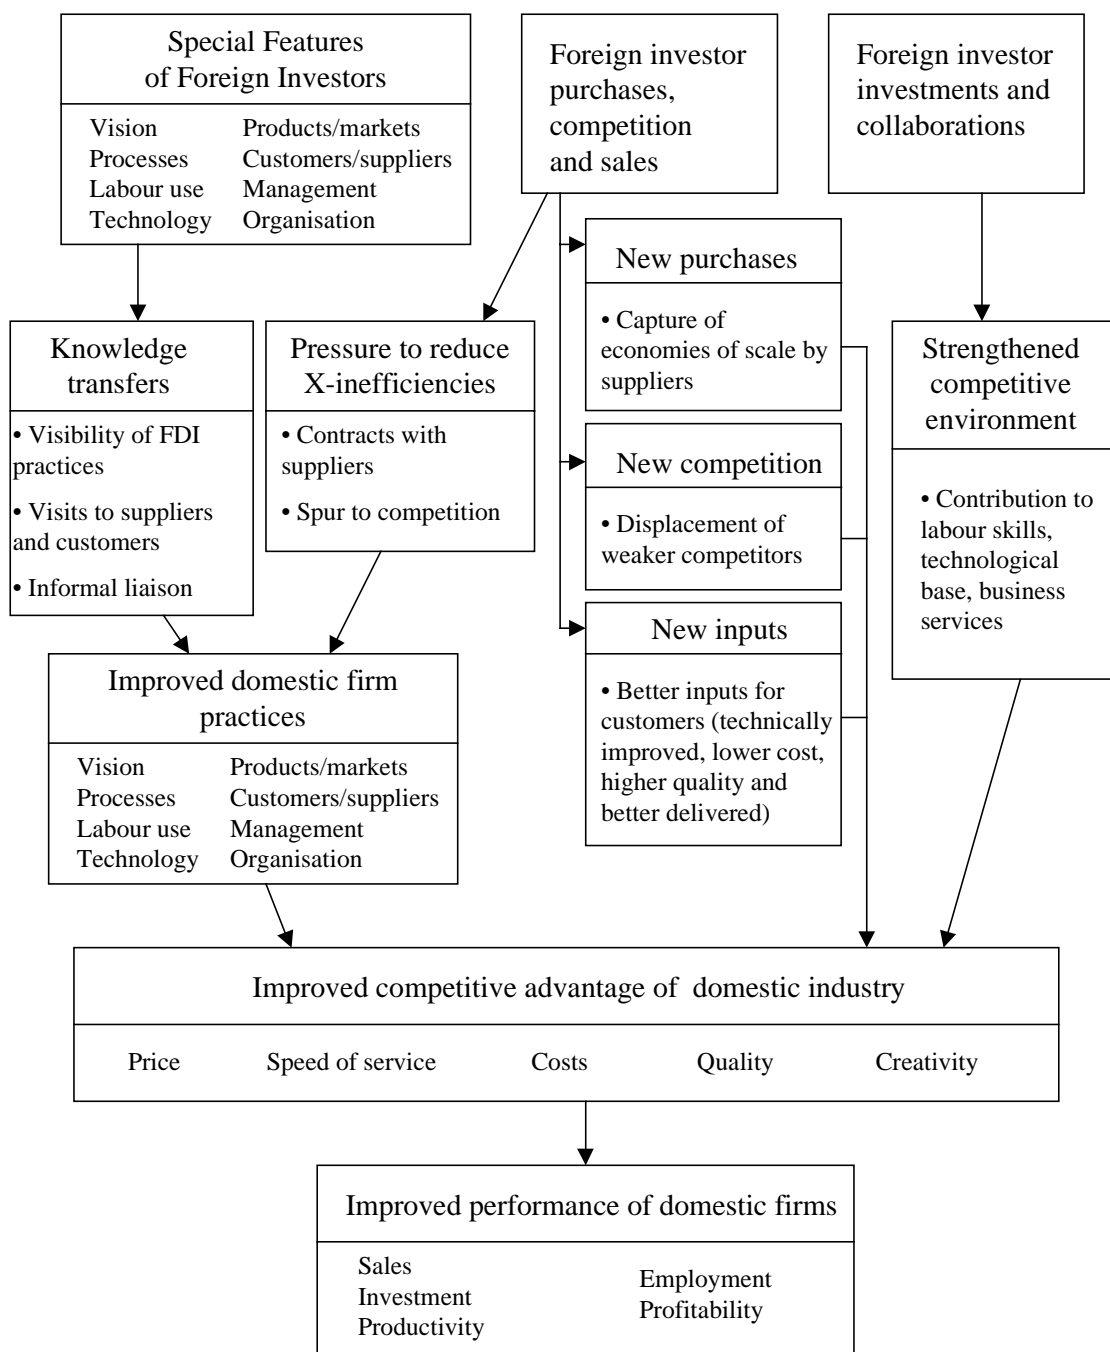 Special Features
of Foreign Investors
Vision Products/markets
Processes Customers/suppliers
Labour use Management
Technology Organisation
Foreign investor
purchases,
competition
and sales
Foreign investor
investments and
collaborations
Knowledge
transfers
• Visibility of FDI
practices
• Visits to suppliers
and customers
• Informal liaison
Pressure to reduce
X-inefficiencies
• Contracts with
suppliers
• Spur to competition
New purchases
• Capture of
economies of scale by
suppliers
New competition
• Displacement of
weaker competitors
New inputs
• Better inputs for
customers (technically
improved, lower cost,
higher quality and
better delivered)
Strengthened
competitive
environment
• Contribution to
labour skills,
technological
base, business
services
Improved domestic firm
practices
Vision Products/markets
Processes Customers/suppliers
Labour use Management
Technology Organisation
Improved competitive advantage of domestic industry
Price Speed of service Costs Quality Creativity
Improved performance of domestic firms
Sales
Investment
Productivity
Employment
Profitability